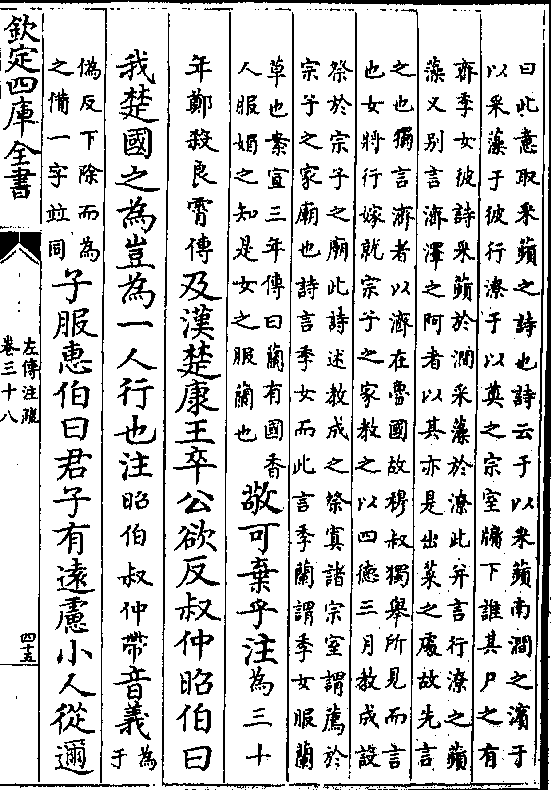 曰此意取采蘋之詩也詩云于以采蘋南澗之濱于
以采藻于彼行潦于以奠之宗室牖下誰其尸之有
齊季女彼詩采蘋於澗采藻於潦此并言行潦之蘋
藻又别言濟澤之阿者以其亦是出菜之處故先言
之也獨言濟者以濟在魯國故穆叔獨舉所見而言
也女將行嫁就宗子之家教之以四德三月教成設
祭於宗子之廟此詩述教成之祭寘諸宗室謂薦於
宗子之家廟也詩言季女而此言季蘭謂季女服蘭
草也案宣三年傳曰蘭有國香
人服媚之知是女之服蘭也
敬可棄乎注為三十
年鄭殺良霄傳及漢楚康王卒公欲反叔仲昭伯曰
我楚國之為豈為一人行也注昭伯叔仲帶音義為于
偽反下除而為
之備一字竝同
子服惠伯曰君子有遠慮小人從邇
欽定四庫全書
左傳注疏
卷三十八
四十五